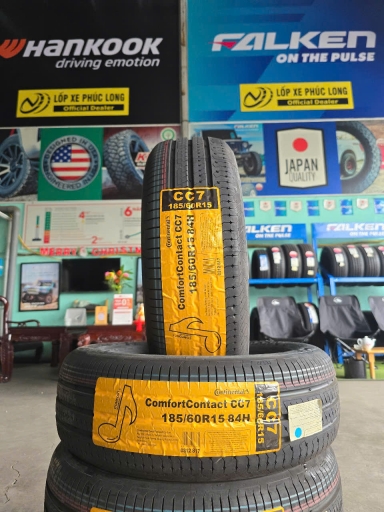 HANKOOK
driving emotion
LỐP XE PHÚC LONG
Official Dealer
FALKEN
ON THE PULSE
LỐP XE PHÚC LONG
Official Dealer
JAPAN
QUALITY
FALKEN
FALKEN
CC7
185/60R15
Continental
ComfortContact CC7
185/60R15 84H
Continental
ComfortContact CC7
185/60R15 84H
CC7
185/60R15